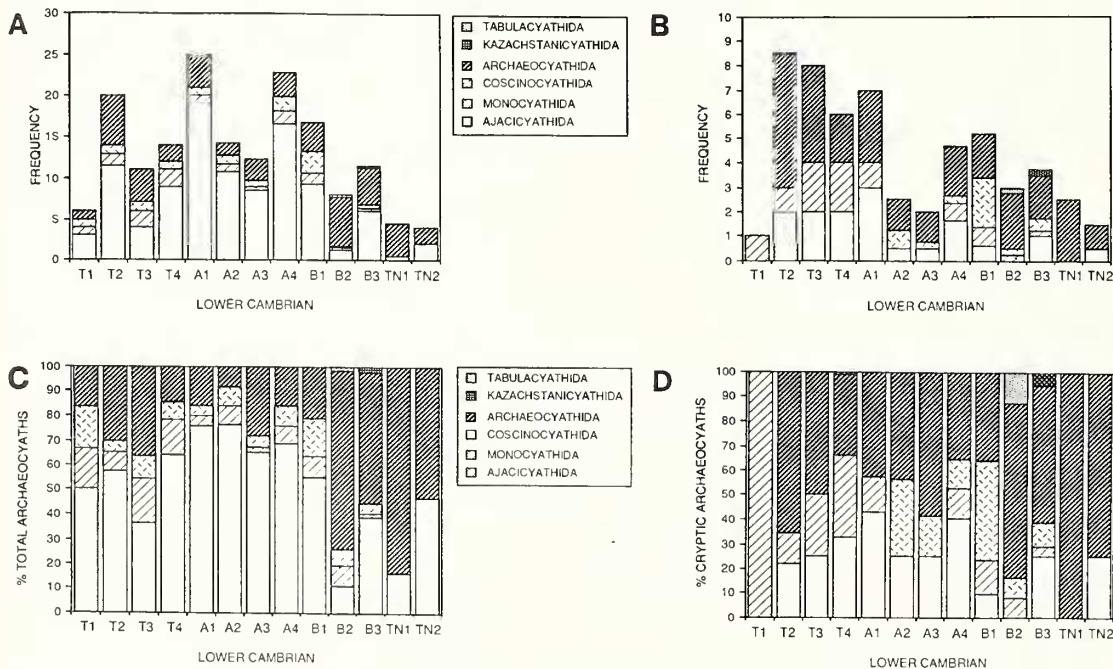 A
FREQUENCY
30
25
20
1S
10
S
0
T1 T2 T3 T4 A1 A2 A3 A4 B1 B2 B3 TN1 TN2
LOWER CAMBRIAN
TABULACYATHIDA
KAZACHSTANICYATHIDA
ARCHAEOCYATHIDA
COSCINOCYATHIDA
MONOCYATHIDA
AJACICYATHIDA
B
FREQUENCY
10
9
8
7
6
5
4
3
2
1
0
T1 T2 T3 T4 A1 A2 A3 A4 B1 B2 B3 TN1 TN2
LOWER CAMBRIAN
C
% TOTAL ARCHAEOCYATHS
100
90
80
70
60
50
40
30
20
10
0
T1 T2 T3 T4 A1 A2 A3 A4 B1 B2 B3 TN1 TN2
LOWER CAMBRIAN
TABULACYATHIDA
KAZACHSTANICYATHIDA
ARCHAEOCYATHIDA
COSCINOCYATHIDA
MONOCYATHIDA
AJACICYATHIDA
D
% CRYPTIC ARCHAEOCYATHS
100
90
80
70
60
50
40
30
20
10
0
T1 T2 T3 T4 A1 A2 A3 A4 B1 B2 B3 TN1 TN2
LOWER CAMBRIAN